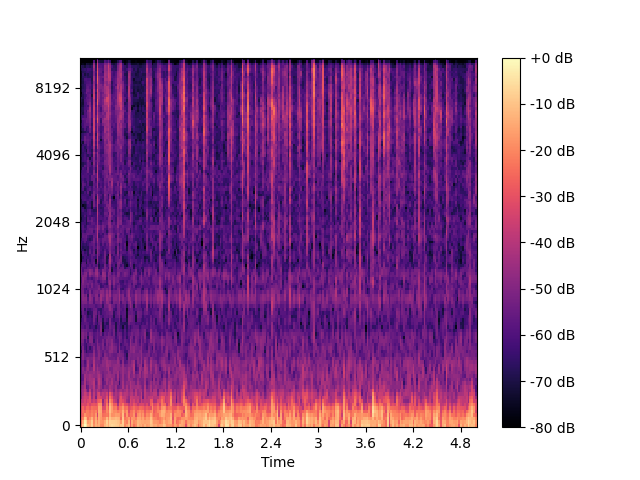 8192
4096
2048
1024
512
0
Hz
0
0.6
1.2
1.8
2.4
3
3.6
4.2
4.8
Time
+0 dB
-10 dB
-20 dB
-30 dB
-40 dB
-50 dB
-60 dB
-70 dB
-80 dB